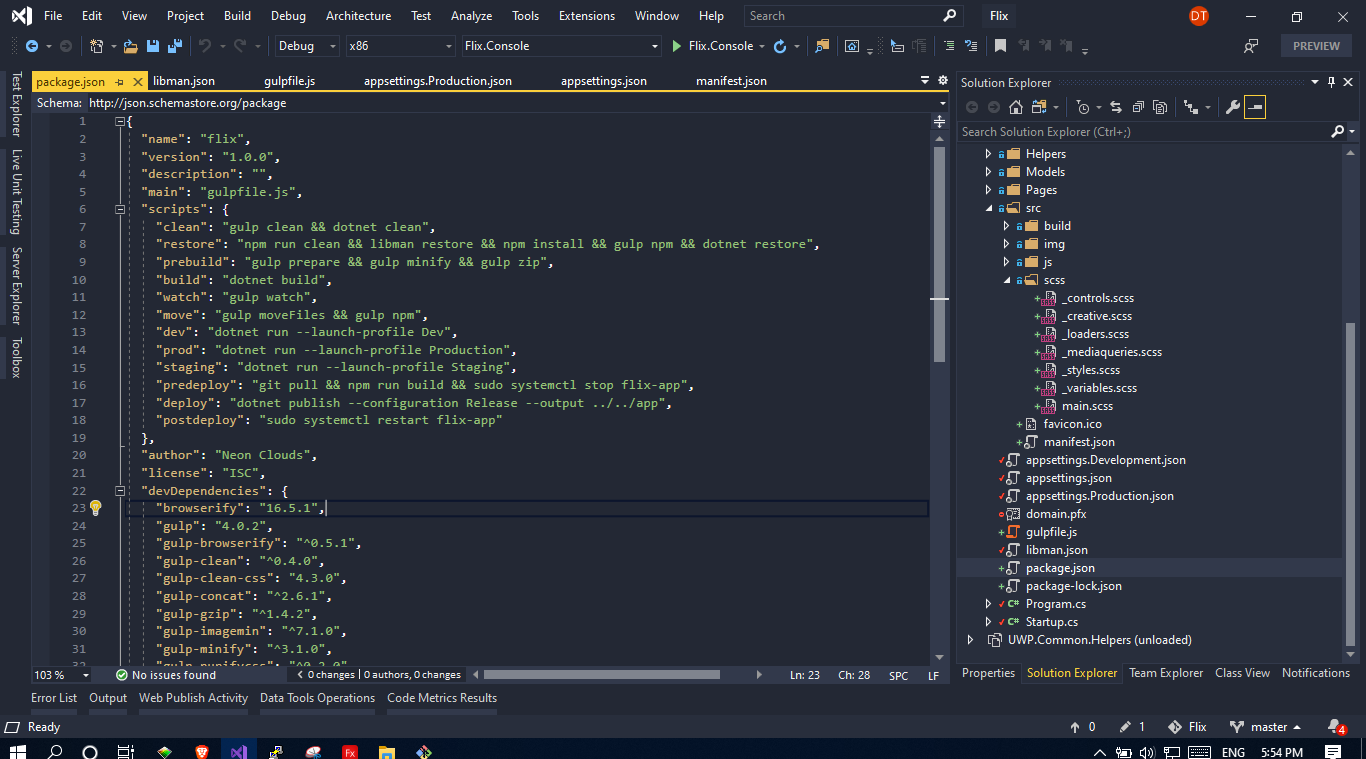 File Edit View Project Build Debug Architecture Test Analyze Tools Extensions Window Help Search Flix DT
Debug x86 Flix.Console Flix.Console PREVIEW
Test Explorer
Live Unit Testing
Server Explorer
Toolbox
package.json libman.json gulpfile.js appsettings.Production.json appsettings.json manifest.json
Schema: http://json.schemastore.org/package
1 {
2 "name": "flix",
3 "version": "1.0.0",
4 "description": "",
5 "main": "gulpfile.js",
6 "scripts": {
7 "clean": "gulp clean && dotnet clean",
8 "restore": "npm run clean && libman restore && npm install && gulp npm && dotnet restore",
9 "prebuild": "gulp prepare && gulp minify && gulp zip",
10 "build": "dotnet build",
11 "watch": "gulp watch",
12 "move": "gulp moveFiles && gulp npm",
13 "dev": "dotnet run --launch-profile Dev",
14 "prod": "dotnet run --launch-profile Production",
15 "staging": "dotnet run --launch-profile Staging",
16 "predeploy": "git pull && npm run build && sudo systemctl stop flix-app",
17 "deploy": "dotnet publish --configuration Release --output ../../app",
18 "postdeploy": "sudo systemctl restart flix-app"
19 },
20 "author": "Neon Clouds",
21 "license": "ISC",
22 "devDependencies": {
23 "browserify": "16.5.1",
24 "gulp": "4.0.2",
25 "gulp-browserify": "^0.5.1",
26 "gulp-clean": "^0.4.0",
27 "gulp-clean-css": "4.3.0",
28 "gulp-concat": "^2.6.1",
29 "gulp-gzip": "^1.4.2",
30 "gulp-imagemin": "^7.1.0",
31 "gulp-minify": "^3.1.0",
103 % No issues found 0 changes | 0 authors, 0 changes Ln: 23 Ch: 28 SPC LF
Solution Explorer
Search Solution Explorer (Ctrl+;)
Helpers
Models
Pages
src
build
img
js
scss
_controls.scss
_creative.scss
_loaders.scss
_mediaqueries.scss
_styles.scss
_variables.scss
main.scss
favicon.ico
manifest.json
appsettings.Development.json
appsettings.json
appsettings.Production.json
domain.pfx
gulpfile.js
libman.json
package.json
package-lock.json
C# Program.cs
C# Startup.cs
UWP.Common.Helpers (unloaded)
Properties Solution Explorer Team Explorer Class View Notifications
Error List Output Web Publish Activity Data Tools Operations Code Metrics Results
Ready 0 1 Flix master 4
Fx ENG 5:54 PM